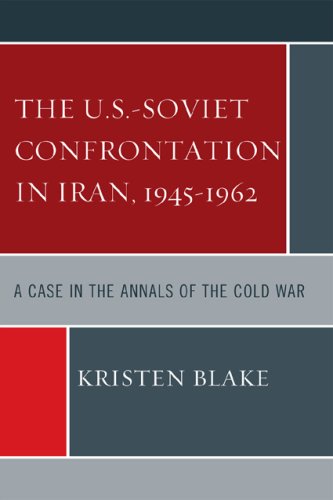 THE U.S.-SOVIET
CONFRONTATION
IN IRAN, 1945-1962
A CASE IN THE ANNALS OF THE COLD WAR
KRISTEN BLAKE